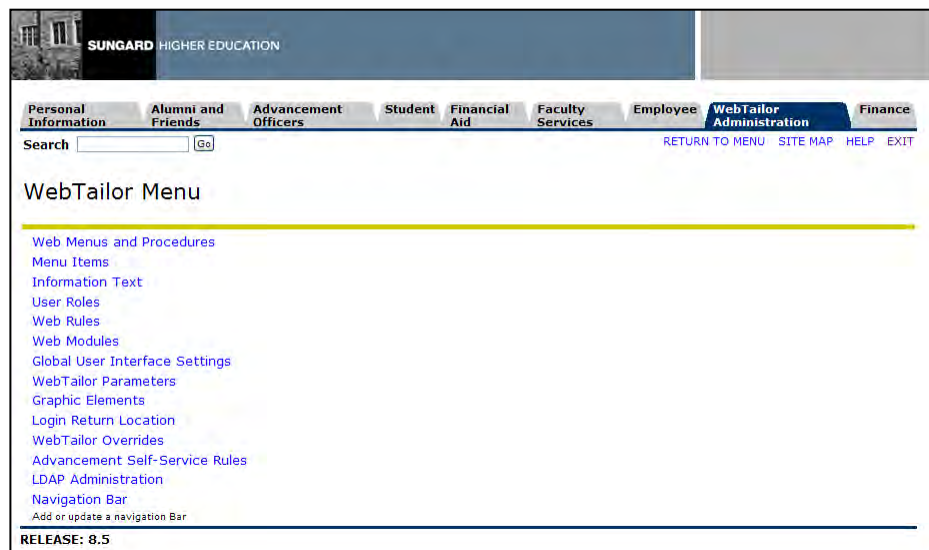 SUNGARD HIGHER EDUCATION
Personal Information
Alumni and Friends
Advancement Officers
Student
Financial Aid
Faculty Services
Employee
WebTailor Administration
Finance
Search Go
RETURN TO MENU SITE MAP HELP EXIT
WebTailor Menu
Web Menus and Procedures
Menu Items
Information Text
User Roles
Web Rules
Web Modules
Global User Interface Settings
WebTailor Parameters
Graphic Elements
Login Return Location
WebTailor Overrides
Advancement Self-Service Rules
LDAP Administration
Navigation Bar
Add or update a navigation Bar
RELEASE: 8.5